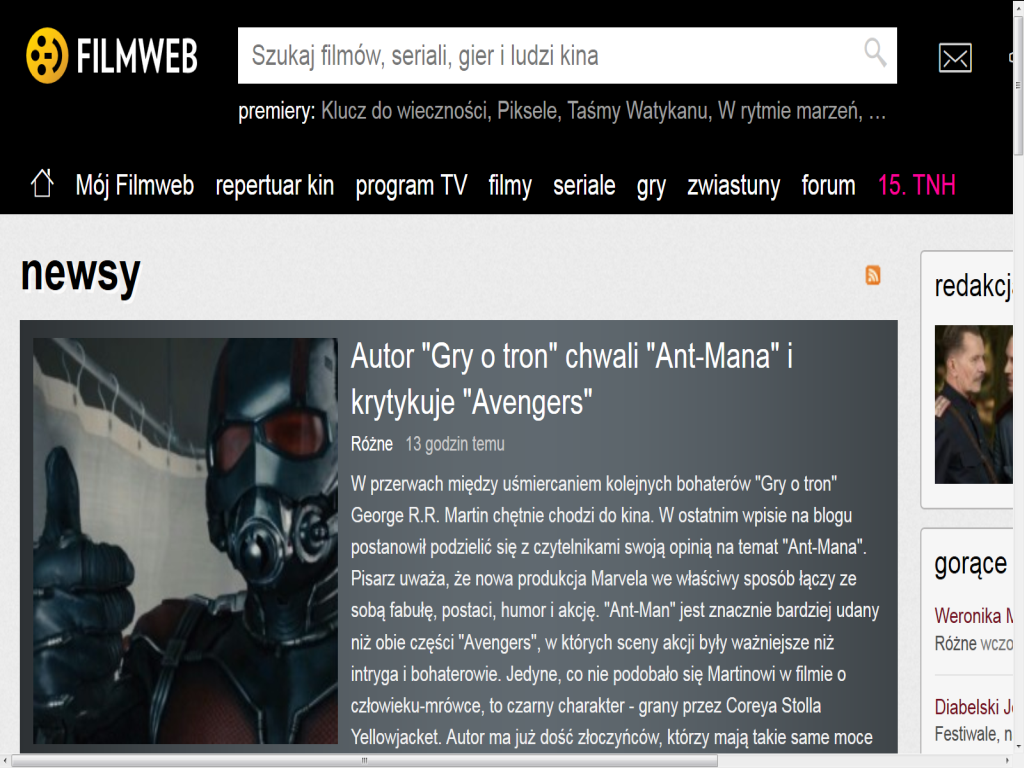 FILMWEB
Szukaj filmów, seriali, gier i ludzi kina
premiery: Klucz do wieczności, Piksele, Taśmy Watykanu, W rytmie marzeń, ...
Mój Filmweb repertuar kin program TV filmy seriale gry zwiastuny forum 15. TNH
newsy
Autor "Gry o tron" chwali "Ant-Mana" i
krytykuje "Avengers"
Różne 13 godzin temu
W przerwach między uśmiercaniem kolejnych bohaterów "Gry o tron"
George R.R. Martin chętnie chodzi do kina. W ostatnim wpisie na blogu
postanowił podzielić się z czytelnikami swoją opinią na temat "Ant-Mana".
Pisarz uważa, że nowa produkcja Marvela we właściwy sposób łączy ze
sobą fabułę, postaci, humor i akcję. "Ant-Man" jest znacznie bardziej udany
niż obie części "Avengers", w których sceny akcji były ważniejsze niż
intryga i bohaterowie. Jedyne, co nie podobało się Martinowi w filmie o
człowieku-mrówce, to czarny charakter - grany przez Coreya Stolla
Yellowjacket. Autor ma już dość złoczyńców, którzy mają takie same moce
redakcj
gorące
Weronika
Różne wczo
Diabelski
Festiwale, n